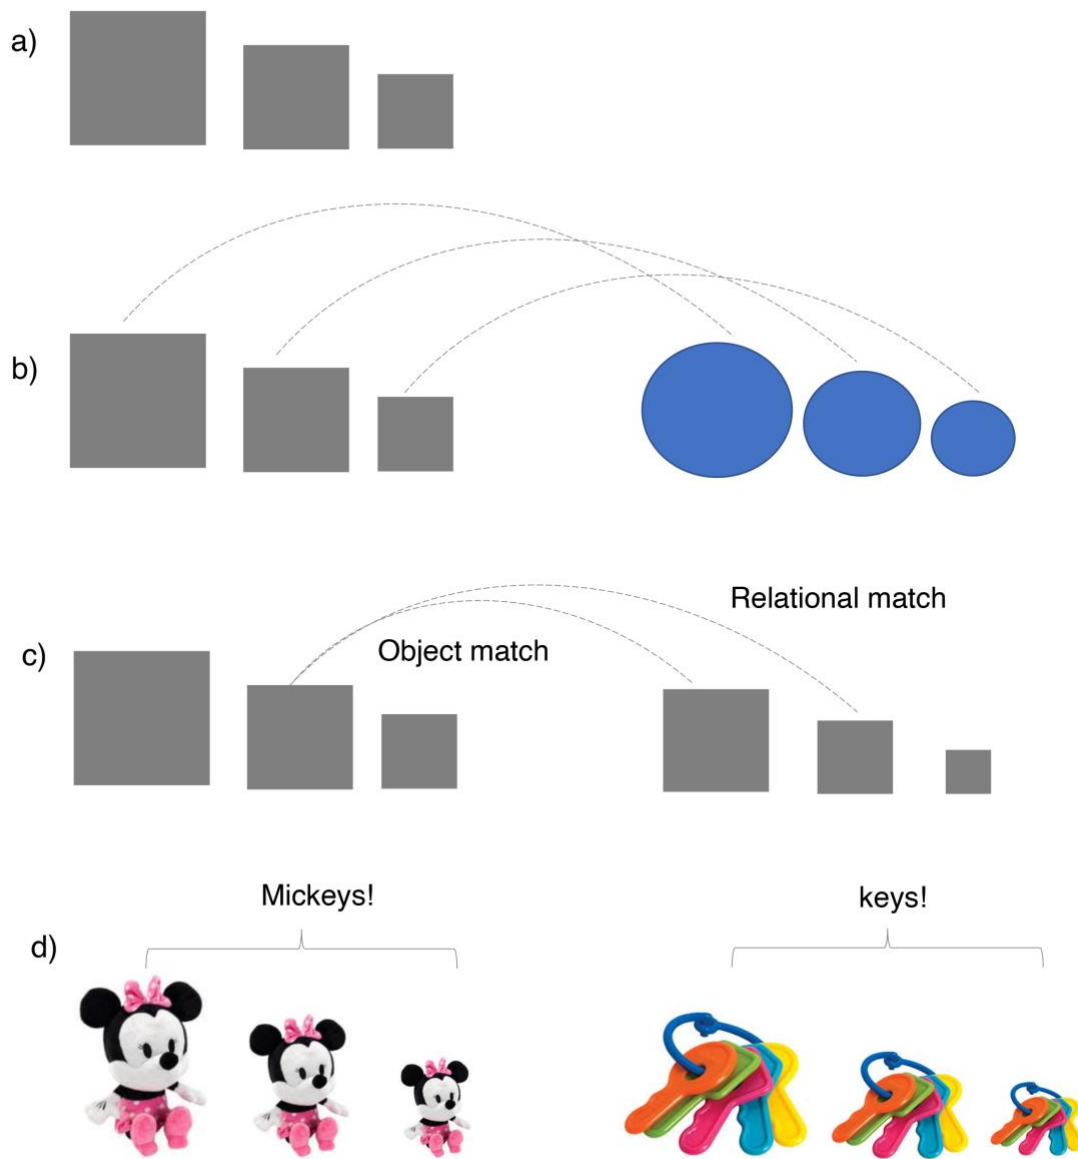 a)
b)
Relational match
c)
Object match
Mickeys!
keys!
d)